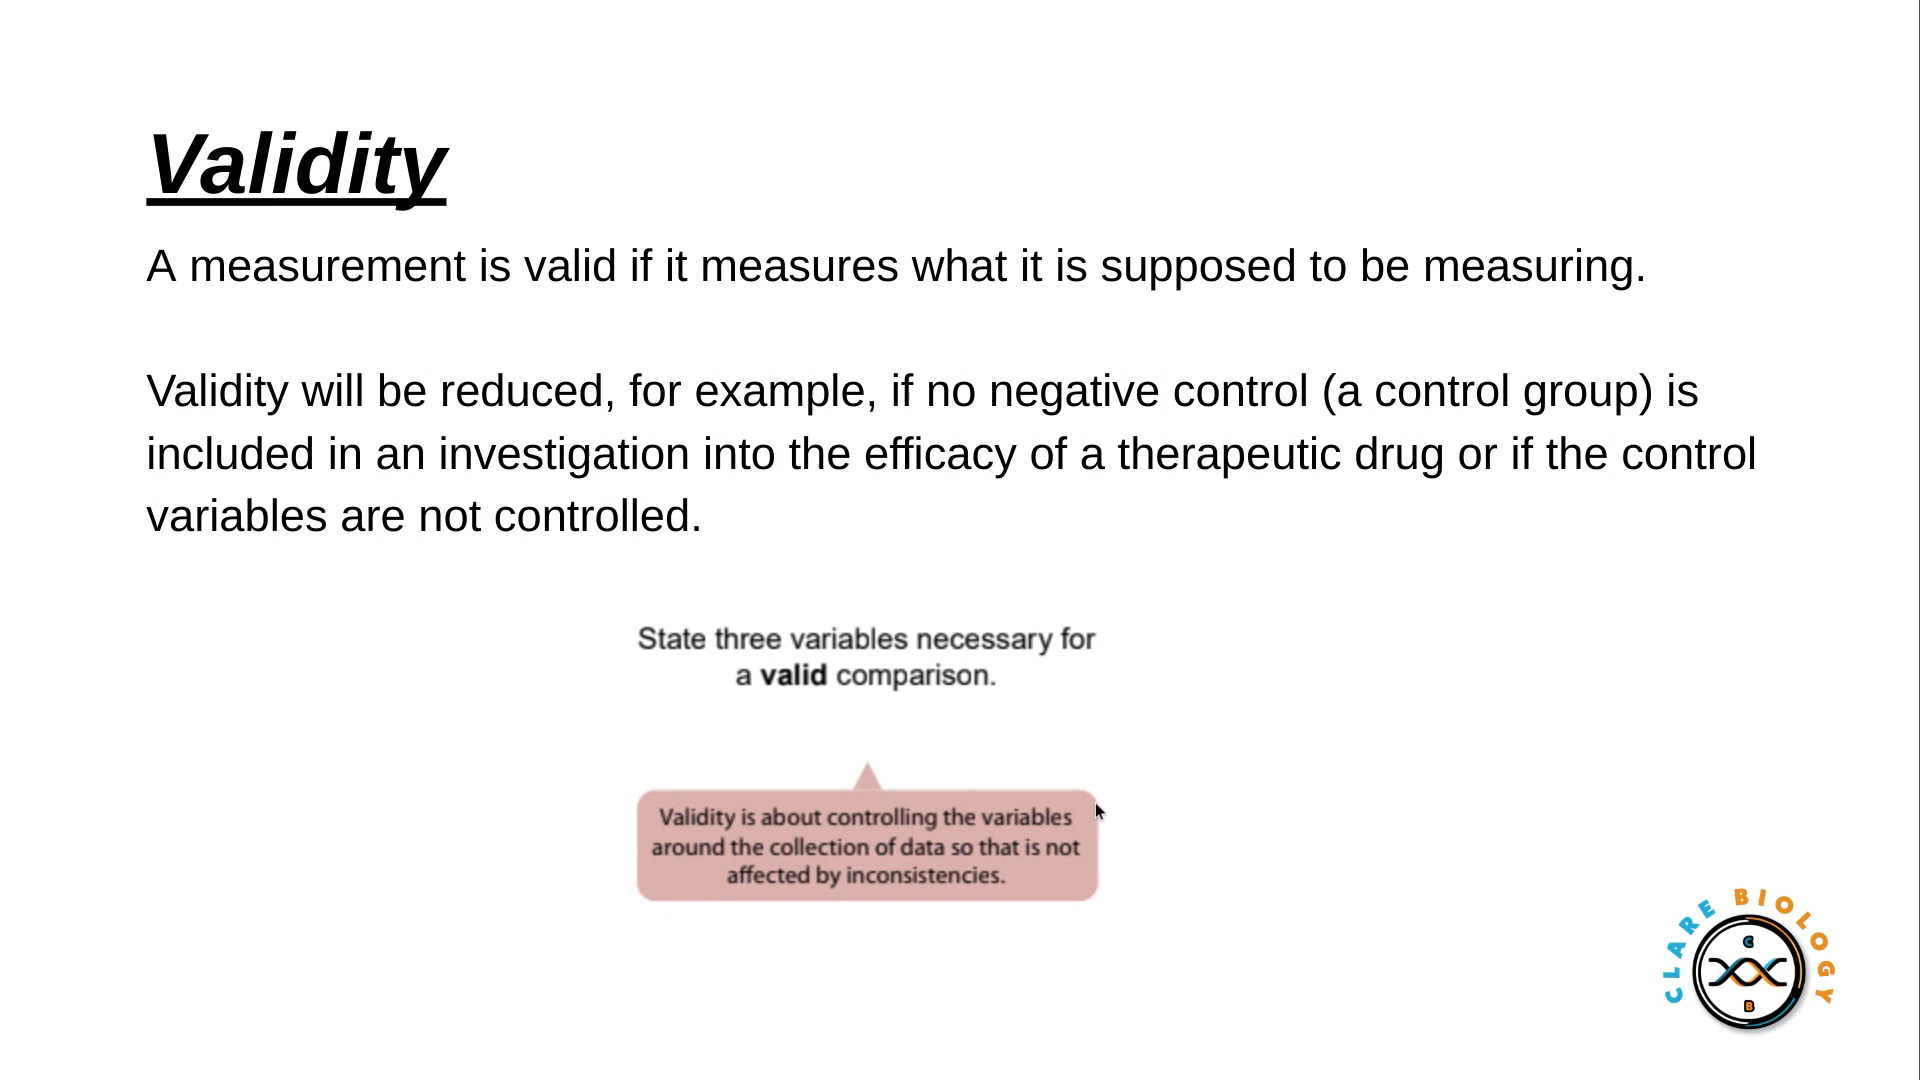 Validity
A measurement is valid if it measures what it is supposed to be measuring.
Validity will be reduced, for example, if no negative control (a control group) is
included in an investigation into the efficacy of a therapeutic drug or if the control
variables are not controlled.
State three variables necessary for
a valid comparison.
Validity is about controlling the variables
around the collection of data so that is not
affected by inconsistencies.
CLARE BIOLOGY
C
B